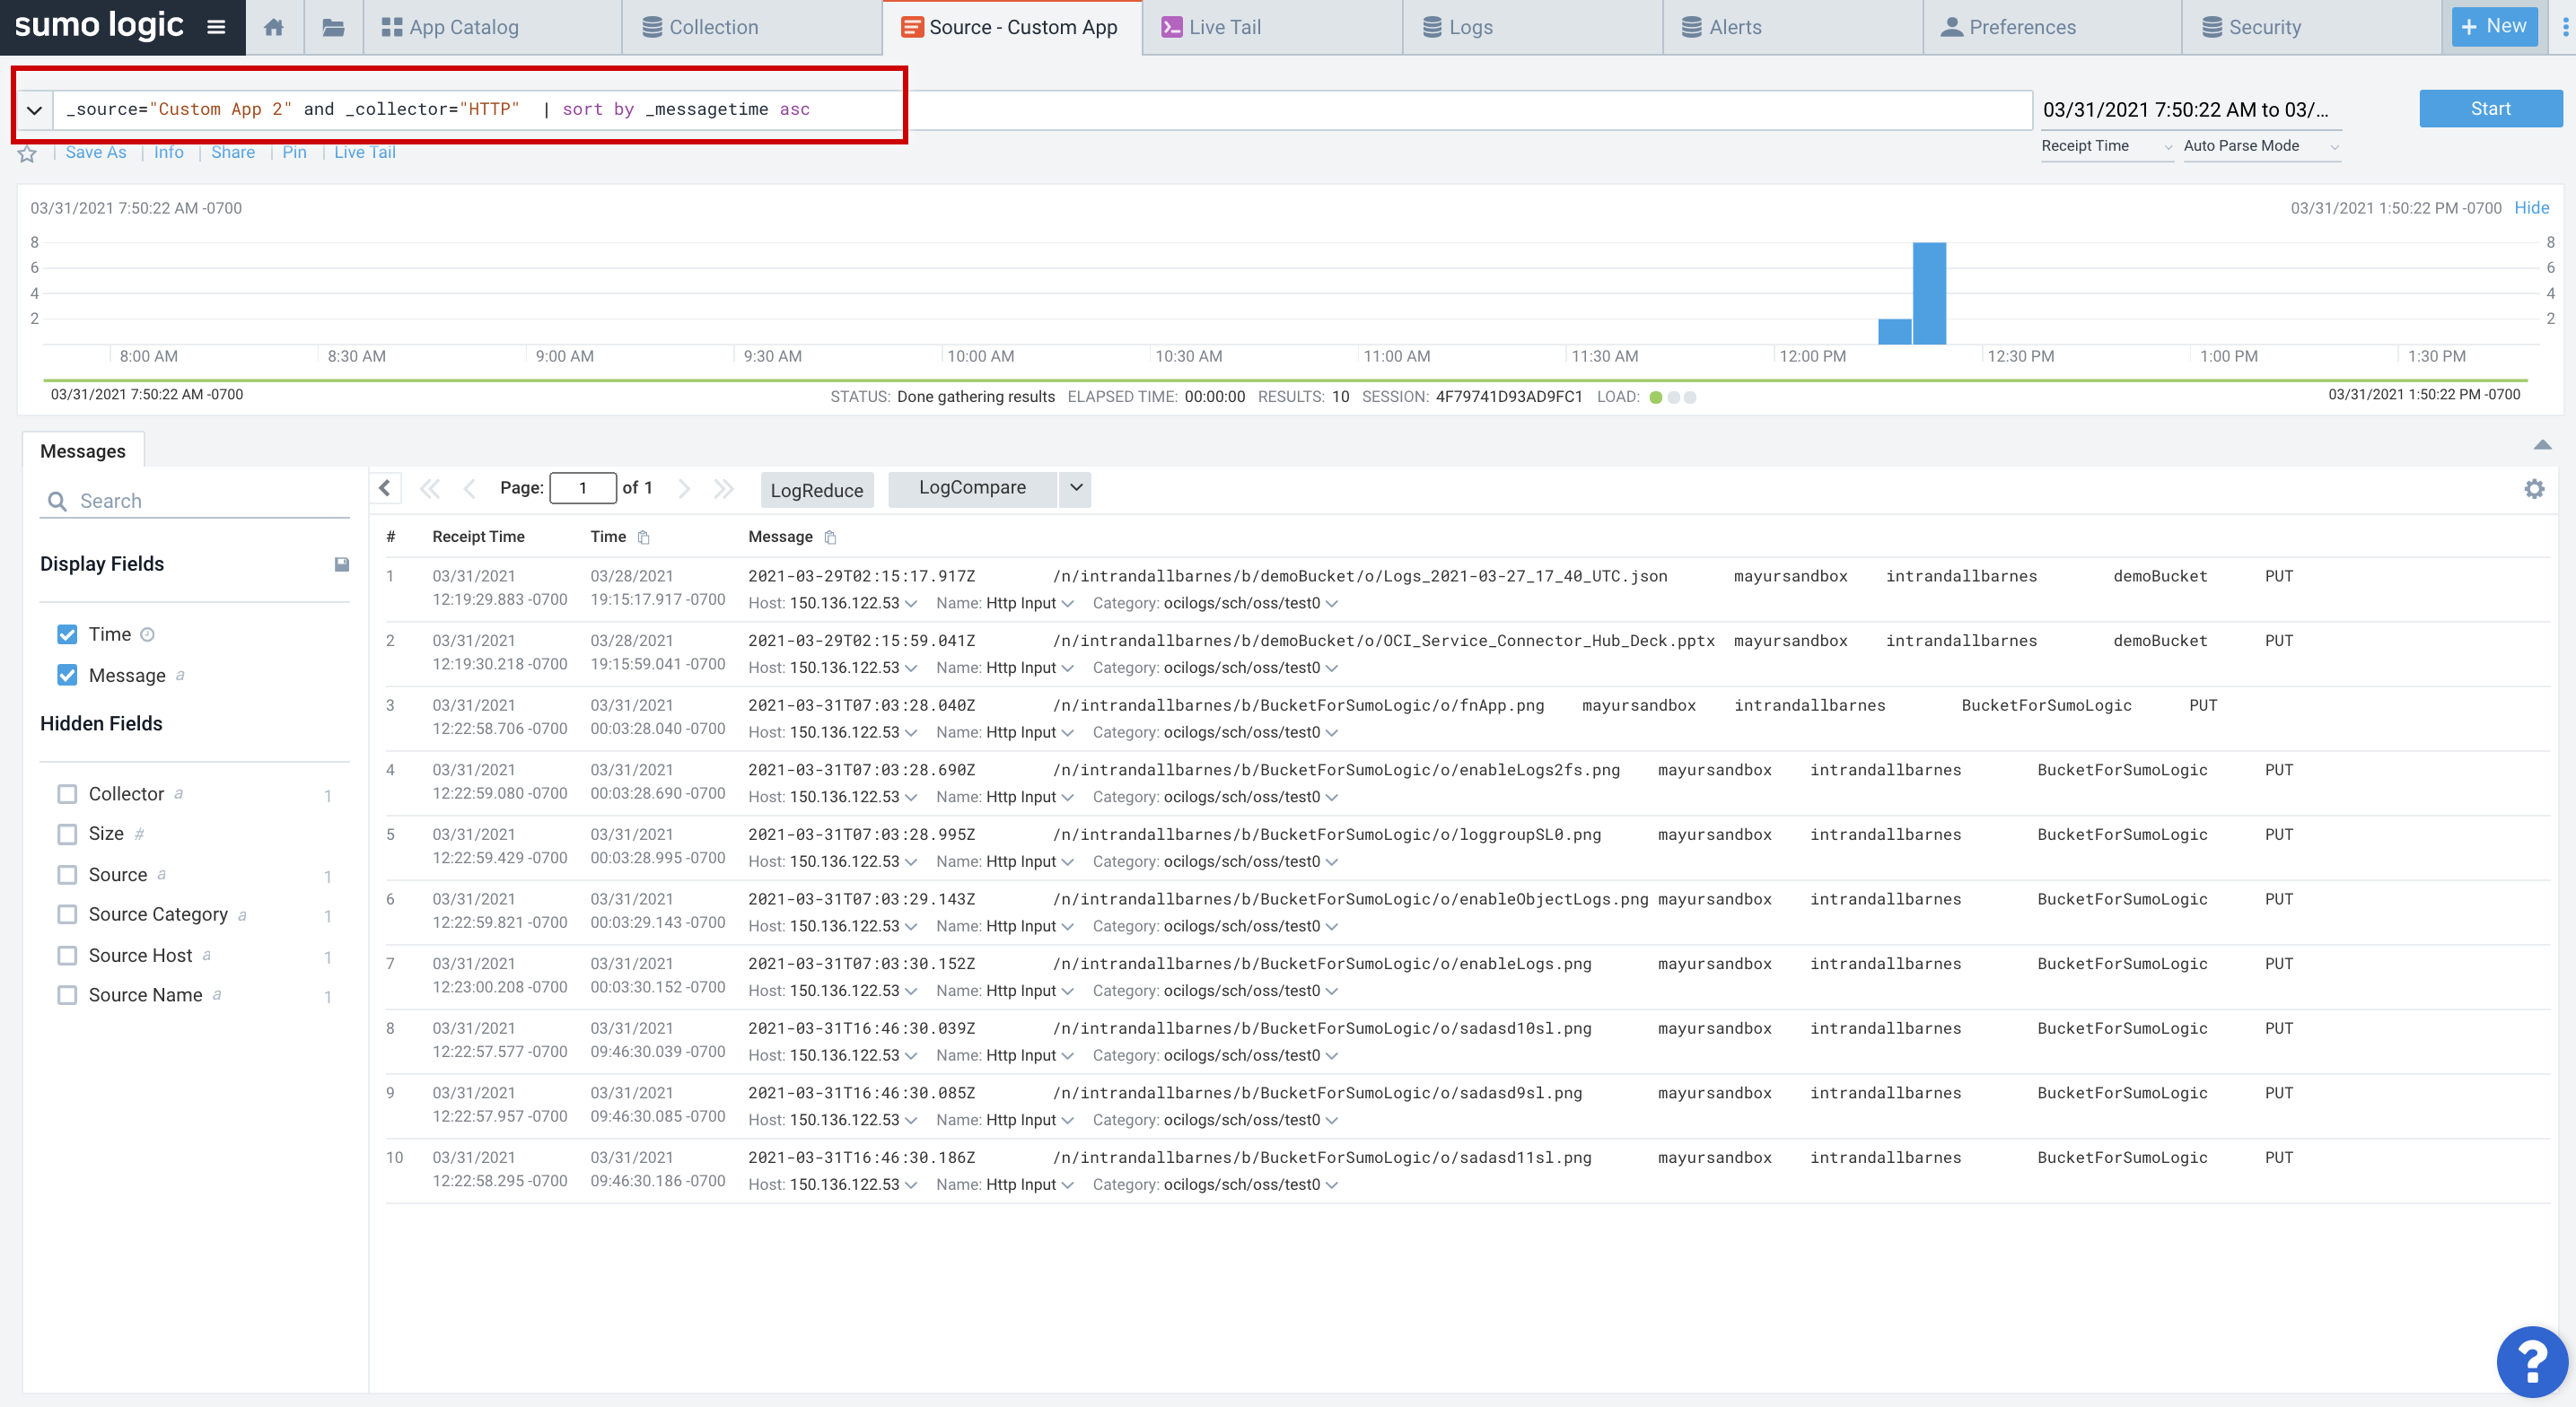 sumo logic App Catalog Collection Source - Custom App Live Tail Logs Alerts Preferences Security + New
_source="Custom App 2" and _collector="HTTP" | sort by _messagetime asc 03/31/2021 7:50:22 AM to 03/... Start
Save As Info Share Pin Live Tail Receipt Time Auto Parse Mode
03/31/2021 7:50:22 AM -0700 03/31/2021 1:50:22 PM -0700 Hide
8 8
6 6
4 4
2 2
8:00 AM 8:30 AM 9:00 AM 9:30 AM 10:00 AM 10:30 AM 11:00 AM 11:30 AM 12:00 PM 12:30 PM 1:00 PM 1:30 PM
03/31/2021 7:50:22 AM -0700 STATUS: Done gathering results ELAPSED TIME: 00:00:00 RESULTS: 10 SESSION: 4F79741D93AD9FC1 LOAD: 03/31/2021 1:50:22 PM -0700
Messages
Search
Display Fields
Time
Message a
Hidden Fields
Collector a 1
Size #
Source a 1
Source Category a 1
Source Host a 1
Source Name a 1
Page: 1 of 1 LogReduce LogCompare
# Receipt Time Time Message
1 03/31/2021 03/28/2021 2021-03-29T02:15:17.917Z /n/intrandallbarnes/b/demoBucket/o/Logs_2021-03-27_17_40_UTC.json mayursandbox intrandallbarnes demoBucket PUT
12:19:29.883 -0700 19:15:17.917 -0700 Host: 150.136.122.53 Name: Http Input Category: ocilogs/sch/oss/test0
2 03/31/2021 03/28/2021 2021-03-29T02:15:59.041Z /n/intrandallbarnes/b/demoBucket/o/OCI_Service_Connector_Hub_Deck.pptx mayursandbox intrandallbarnes demoBucket PUT
12:19:30.218 -0700 19:15:59.041 -0700 Host: 150.136.122.53 Name: Http Input Category: ocilogs/sch/oss/test0
3 03/31/2021 03/31/2021 2021-03-31T07:03:28.040Z /n/intrandallbarnes/b/BucketForSumoLogic/o/fnApp.png mayursandbox intrandallbarnes BucketForSumoLogic PUT
12:22:58.706 -0700 00:03:28.040 -0700 Host: 150.136.122.53 Name: Http Input Category: ocilogs/sch/oss/test0
4 03/31/2021 03/31/2021 2021-03-31T07:03:28.690Z /n/intrandallbarnes/b/BucketForSumoLogic/o/enableLogs2fs.png mayursandbox intrandallbarnes BucketForSumoLogic PUT
12:22:59.080 -0700 00:03:28.690 -0700 Host: 150.136.122.53 Name: Http Input Category: ocilogs/sch/oss/test0
5 03/31/2021 03/31/2021 2021-03-31T07:03:28.995Z /n/intrandallbarnes/b/BucketForSumoLogic/o/loggroupSL0.png mayursandbox intrandallbarnes BucketForSumoLogic PUT
12:22:59.429 -0700 00:03:28.995 -0700 Host: 150.136.122.53 Name: Http Input Category: ocilogs/sch/oss/test0
6 03/31/2021 03/31/2021 2021-03-31T07:03:29.143Z /n/intrandallbarnes/b/BucketForSumoLogic/o/enableObjectLogs.png mayursandbox intrandallbarnes BucketForSumoLogic PUT
12:22:59.821 -0700 00:03:29.143 -0700 Host: 150.136.122.53 Name: Http Input Category: ocilogs/sch/oss/test0
7 03/31/2021 03/31/2021 2021-03-31T07:03:30.152Z /n/intrandallbarnes/b/BucketForSumoLogic/o/enableLogs.png mayursandbox intrandallbarnes BucketForSumoLogic PUT
12:23:00.208 -0700 00:03:30.152 -0700 Host: 150.136.122.53 Name: Http Input Category: ocilogs/sch/oss/test0
8 03/31/2021 03/31/2021 2021-03-31T16:46:30.039Z /n/intrandallbarnes/b/BucketForSumoLogic/o/sadasd10sl.png mayursandbox intrandallbarnes BucketForSumoLogic PUT
12:22:57.577 -0700 09:46:30.039 -0700 Host: 150.136.122.53 Name: Http Input Category: ocilogs/sch/oss/test0
9 03/31/2021 03/31/2021 2021-03-31T16:46:30.085Z /n/intrandallbarnes/b/BucketForSumoLogic/o/sadasd9sl.png mayursandbox intrandallbarnes BucketForSumoLogic PUT
12:22:57.957 -0700 09:46:30.085 -0700 Host: 150.136.122.53 Name: Http Input Category: ocilogs/sch/oss/test0
10 03/31/2021 03/31/2021 2021-03-31T16:46:30.186Z /n/intrandallbarnes/b/BucketForSumoLogic/o/sadasd11sl.png mayursandbox intrandallbarnes BucketForSumoLogic PUT
12:22:58.295 -0700 09:46:30.186 -0700 Host: 150.136.122.53 Name: Http Input Category: ocilogs/sch/oss/test0
?